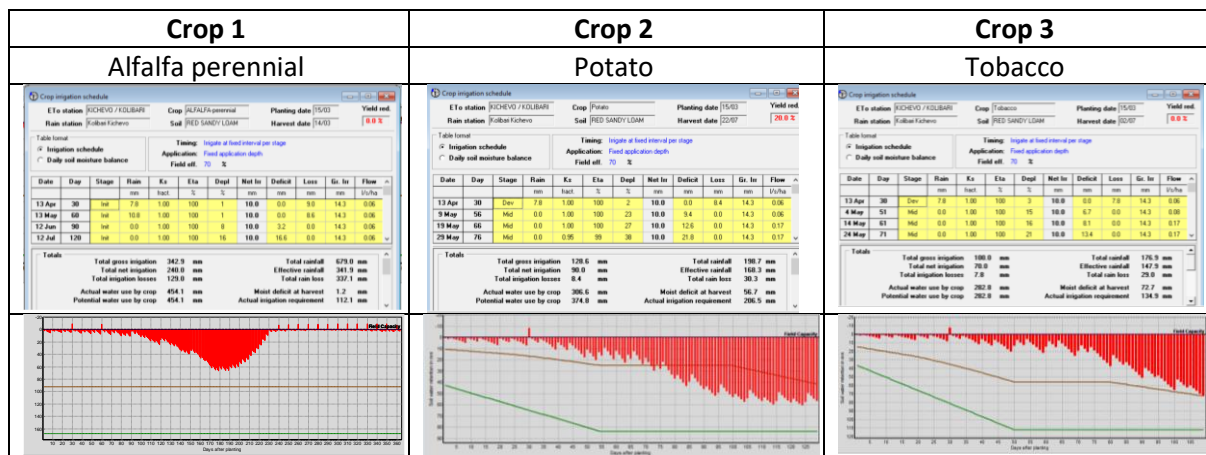 Crop 1 Crop 2 Crop 3
Alfalfa perennial Potato Tobacco
Crop irrigation schedule
ETo station KICHEVO / KOLIBARI Crop ALFALFA-perennial Planting date 15/03 Yield red.
Rain station Kolibari Kichevo Soil RED SANDY LOAM Harvest date 14/03 0.0 %
Table format
Irrigation schedule
Daily soil moisture balance
Timing: Irrigate at fixed interval per stage
Application: Fixed application depth
Field eff. 70 %
Date Day Stage Rain Ks Eta Depl Net Irr Deficit Loss Gr. Irr Flow
mm fract. % % mm mm mm mm l/s/ha
13 Apr 30 Init 7.8 1.00 100 1 10.0 0.0 9.0 14.3 0.06
13 May 60 Init 10.8 1.00 100 1 10.0 0.0 8.6 14.3 0.06
12 Jun 90 Init 0.0 1.00 100 8 10.0 3.2 0.0 14.3 0.06
12 Jul 120 Init 0.0 1.00 100 16 10.0 16.6 0.0 14.3 0.06
Totals
Total gross irrigation 342.9 mm Total rainfall 679.0 mm
Total net irrigation 240.0 mm Effective rainfall 341.9 mm
Total irrigation losses 129.0 mm Total rain loss 337.1 mm
Actual water use by crop 454.1 mm Moist deficit at harvest 1.2 mm
Potential water use by crop 454.1 mm Actual irrigation requirement 112.1 mm
Crop irrigation schedule
ETo station KICHEVO / KOLIBARI Crop Potato Planting date 15/03 Yield red.
Rain station Kolibari Kichevo Soil RED SANDY LOAM Harvest date 22/07 20.0 %
Table format
Irrigation schedule
Daily soil moisture balance
Timing: Irrigate at fixed interval per stage
Application: Fixed application depth
Field eff. 70 %
Date Day Stage Rain Ks Eta Depl Net Irr Deficit Loss Gr. Irr Flow
mm fract. % % mm mm mm mm l/s/ha
13 Apr 30 Dev 7.8 1.00 100 2 10.0 0.0 8.4 14.3 0.06
9 May 56 Mid 0.0 1.00 100 23 10.0 9.4 0.0 14.3 0.06
19 May 66 Mid 0.0 1.00 100 27 10.0 12.6 0.0 14.3 0.17
29 May 76 Mid 0.0 0.95 99 38 10.0 21.0 0.0 14.3 0.17
Totals
Total gross irrigation 128.6 mm Total rainfall 198.7 mm
Total net irrigation 90.0 mm Effective rainfall 168.3 mm
Total irrigation losses 8.4 mm Total rain loss 30.3 mm
Actual water use by crop 306.6 mm Moist deficit at harvest 56.7 mm
Potential water use by crop 374.8 mm Actual irrigation requirement 206.5 mm
Crop irrigation schedule
ETo station KICHEVO / KOLIBARI Crop Tobacco Planting date 15/03 Yield red.
Rain station Kolibari Kichevo Soil RED SANDY LOAM Harvest date 02/07 0.0 %
Table format
Irrigation schedule
Daily soil moisture balance
Timing: Irrigate at fixed interval per stage
Application: Fixed application depth
Field eff. 70 %
Date Day Stage Rain Ks Eta Depl Net Irr Deficit Loss Gr. Irr Flow
mm fract. % % mm mm mm mm l/s/ha
13 Apr 30 Dev 7.8 1.00 100 3 10.0 0.0 7.8 14.3 0.06
4 May 51 Mid 0.0 1.00 100 15 10.0 6.7 0.0 14.3
14 May 61 Mid 0.0 1.00 100 16 10.0 8.1 0.0 14.3 0.17
24 May 71 Mid 0.0 1.00 100 21 10.0 13.4 0.0 14.3 0.17
Totals
Total gross irrigation 100.0 mm Total rainfall 176.9 mm
Total net irrigation 70.0 mm Effective rainfall 147.9 mm
Total irrigation losses 7.8 mm Total rain loss 29.0 mm
Actual water use by crop 282.8 mm Moist deficit at harvest 72.7 mm
Potential water use by crop 282.8 mm Actual irrigation requirement 134.9 mm
Field Capacity
Days after planting
Field Capacity
Soil water retention in mm
Days after planting
Field Capacity
Soil water retention in mm
Days after planting